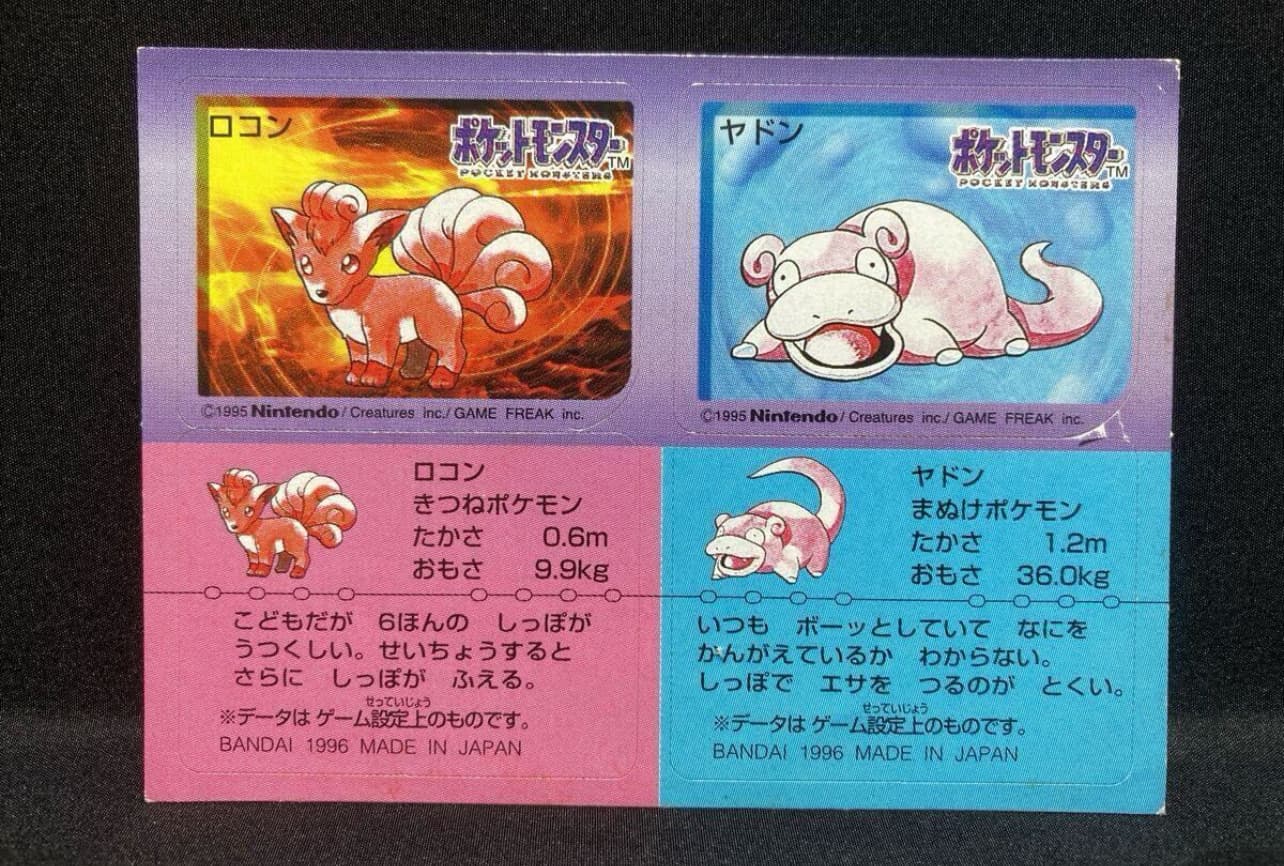 ロコン
ポケットモンスター TM
POCKET MONSTERS
©1995 Nintendo/Creatures inc./GAME FREAK inc.
ヤドン
ポケットモンスター TM
POCKET MONSTERS
©1995 Nintendo/Creatures inc./GAME FREAK inc.
ロコン
きつねポケモン
たかさ 0.6m
おもさ 9.9kg
こどもだが 6ほんの しっぽが
うつくしい。せいちょうすると
さらに しっぽが ふえる。
せっていじょう
※データは ゲーム設定上のものです。
BANDAI 1996 MADE IN JAPAN
ヤドン
まぬけポケモン
たかさ 1.2m
おもさ 36.0kg
いつも ボーッとしていて なにを
かんがえているか わからない。
しっぽで エサを つるのが とくい。
せっていじょう
※データは ゲーム設定上のものです。
BANDAI 1996 MADE IN JAPAN